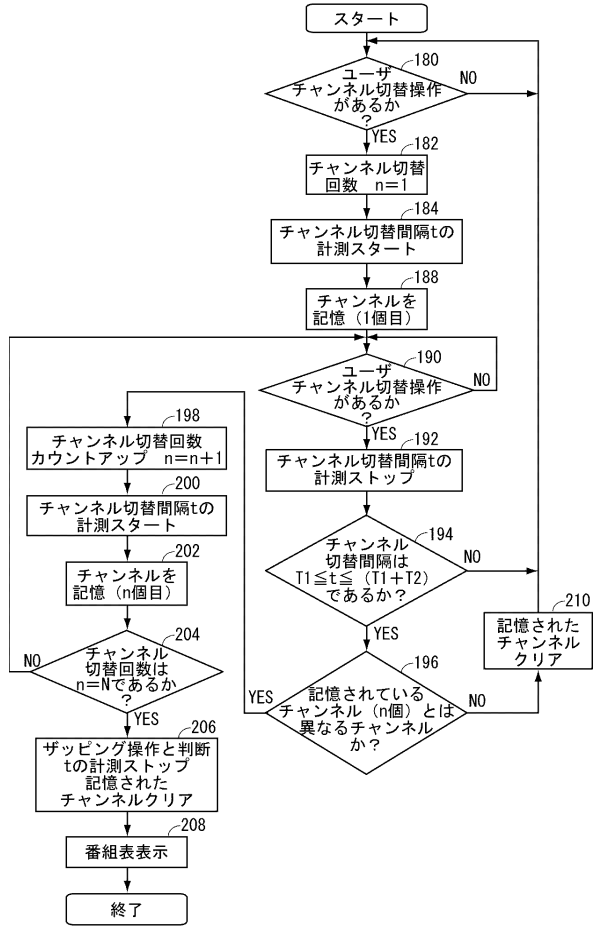 スタート
180
ユーザ
チャンネル切替操作
があるか
?
NO
YES
182
チャンネル切替
回数 n=1
184
チャンネル切替間隔tの
計測スタート
188
チャンネルを
記憶(1個目)
190
ユーザ
チャンネル切替操作
があるか
?
NO
YES
192
チャンネル切替間隔tの
計測ストップ
194
チャンネル
切替間隔は
T1≦t≦(T1+T2)
であるか?
NO
YES
196
記憶されている
チャンネル(n個)とは
異なるチャンネル
か?
YES
NO
210
記憶された
チャンネル
クリア
198
チャンネル切替回数
カウントアップ n=n+1
200
チャンネル切替間隔tの
計測スタート
202
チャンネルを
記憶(n個目)
204
チャンネル
切替回数は
n=Nであるか
?
NO
YES
206
ザッピング操作と判断
tの計測ストップ
記憶された
チャンネルクリア
208
番組表表示
終了